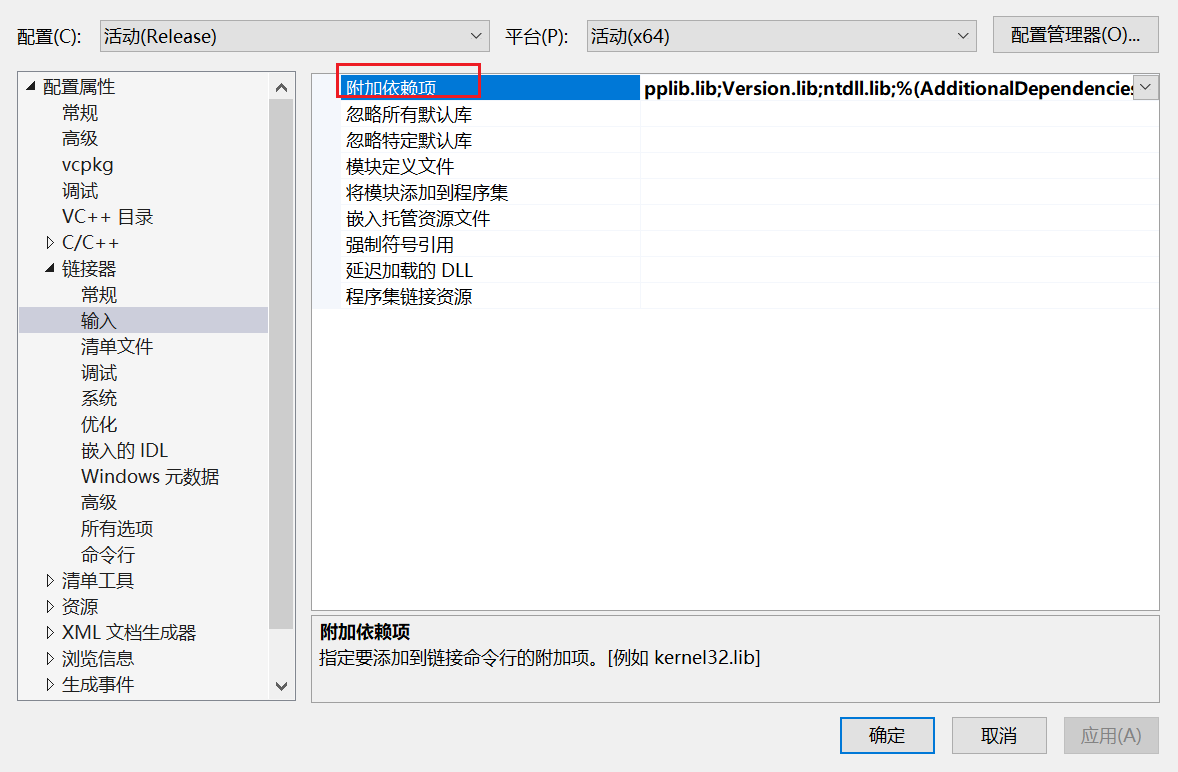 配置(C): 活动(Release) 平台(P): 活动(x64) 配置管理器(O)...
配置属性
常规
高级
vcpkg
调试
VC++ 目录
C/C++
链接器
常规
输入
清单文件
调试
系统
优化
嵌入的 IDL
Windows 元数据
高级
所有选项
命令行
清单工具
资源
XML 文档生成器
浏览信息
生成事件
附加依赖项 pplib.lib;Version.lib;ntdll.lib;%(AdditionalDependencies
忽略所有默认库
忽略特定默认库
模块定义文件
将模块添加到程序集
嵌入托管资源文件
强制符号引用
延迟加载的 DLL
程序集链接资源
附加依赖项
指定要添加到链接命令行的附加项。[例如 kernel32.lib]
确定 取消 应用(A)